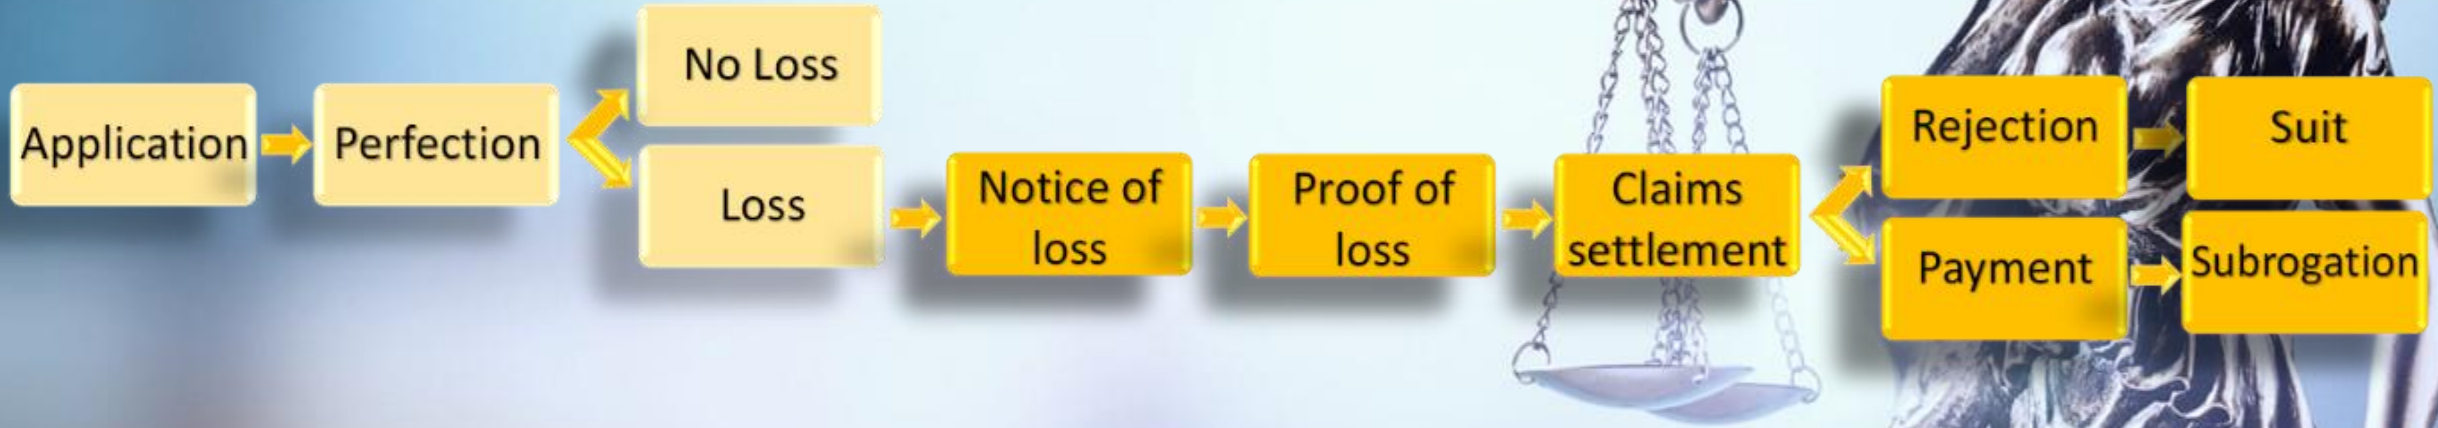 Application
Perfection
No Loss
Loss
Notice of
loss
Proof of
loss
Claims
settlement
Rejection
Suit
Payment
Subrogation